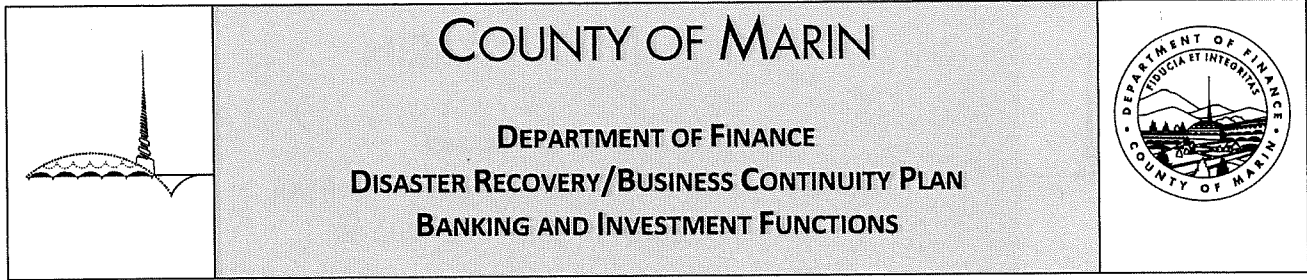 COUNTY OF MARIN
DEPARTMENT OF FINANCE
DISASTER RECOVERY/BUSINESS CONTINUITY PLAN
BANKING AND INVESTMENT FUNCTIONS
DEPARTMENT OF FINANCE
FIDUCIA ET INTEGRITAS
COUNTY OF MARIN